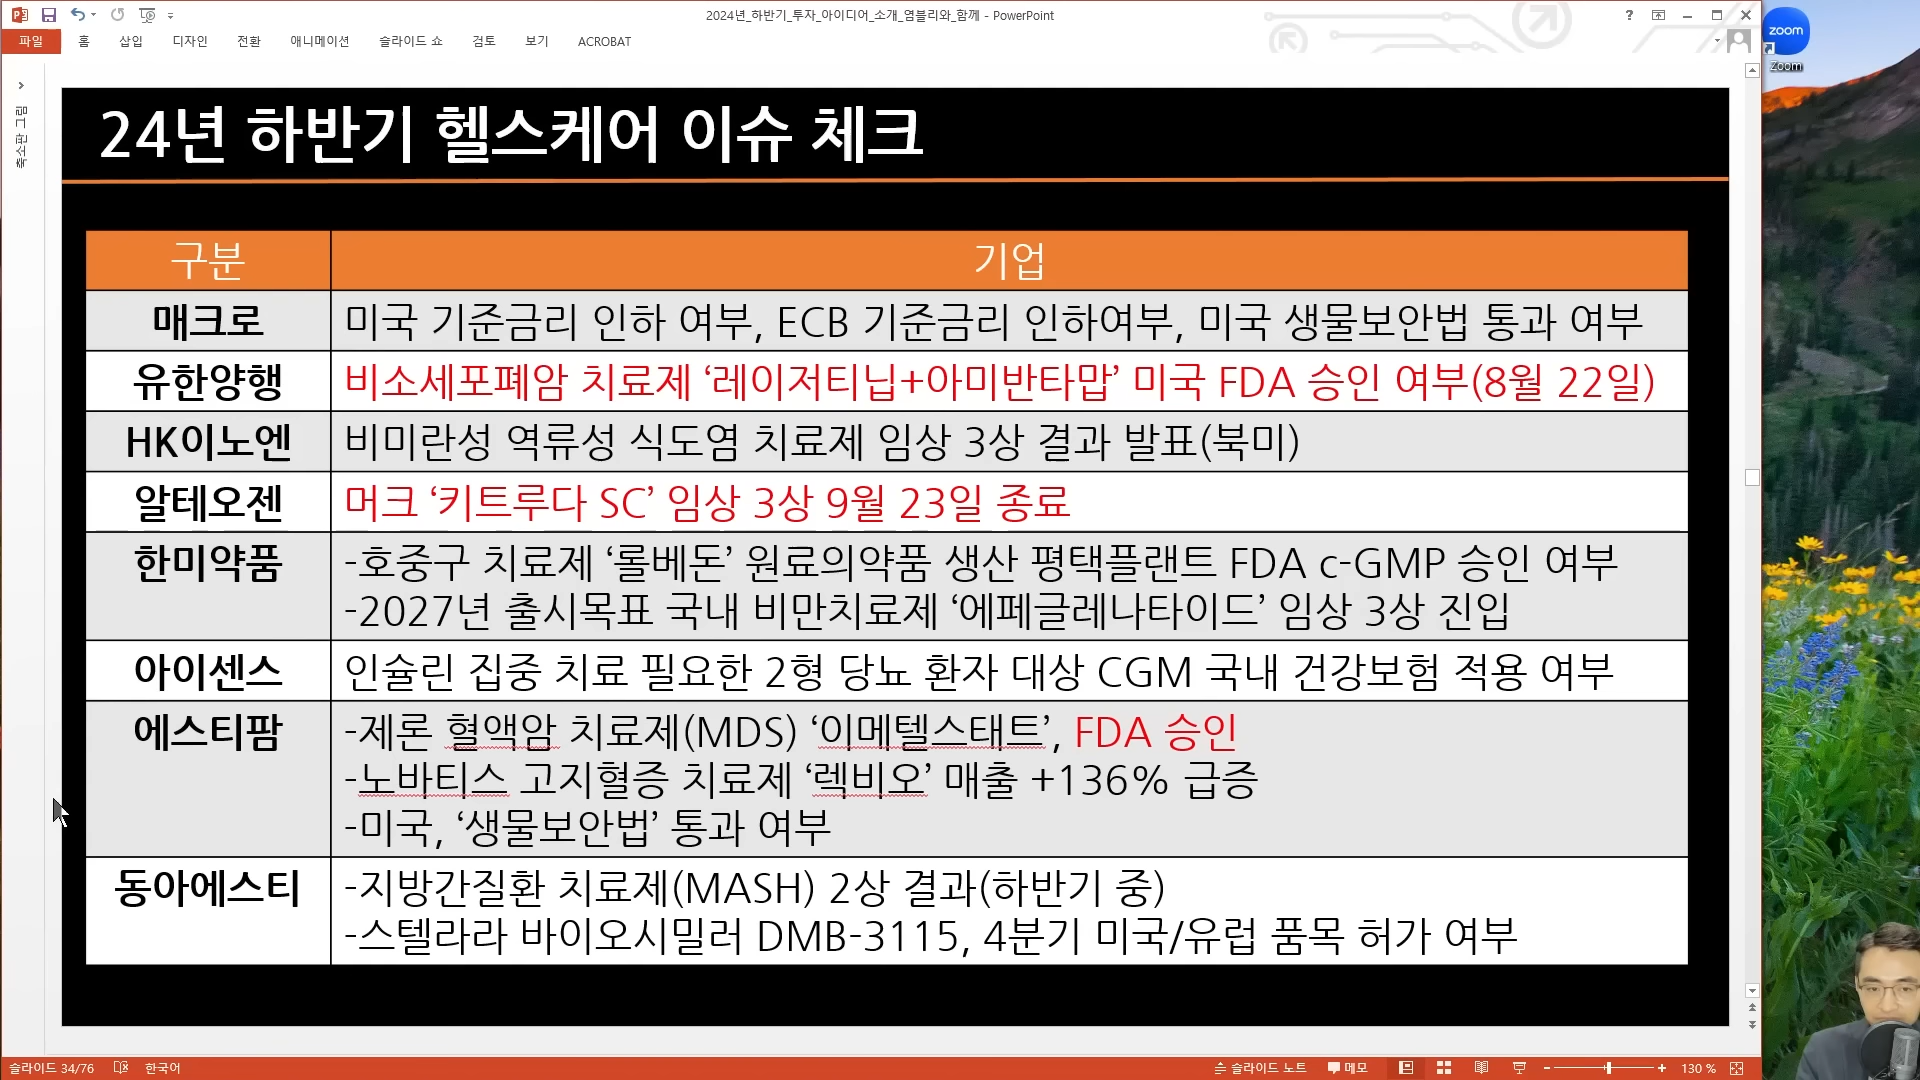 2024년_하반기_투자_아이디어_소개_염블리와_함께 - PowerPoint
파일 홈 삽입 디자인 전환 애니메이션 슬라이드 쇼 검토 보기 ACROBAT
zoom
Zoom
축소판 그림
24년 하반기 헬스케어 이슈 체크
구분 기업
매크로 미국 기준금리 인하 여부, ECB 기준금리 인하여부, 미국 생물보안법 통과 여부
유한양행 비소세포폐암 치료제 ‘레이저티닙+아미반타맙’ 미국 FDA 승인 여부(8월 22일)
HK이노엔 비미란성 역류성 식도염 치료제 임상 3상 결과 발표(북미)
알테오젠 머크 ‘키트루다 SC’ 임상 3상 9월 23일 종료
한미약품 -호중구 치료제 ‘롤베돈’ 원료의약품 생산 평택플랜트 FDA c-GMP 승인 여부
-2027년 출시목표 국내 비만치료제 ‘에페글레나타이드’ 임상 3상 진입
아이센스 인슐린 집중 치료 필요한 2형 당뇨 환자 대상 CGM 국내 건강보험 적용 여부
에스티팜 -제론 혈액암 치료제(MDS) ‘이메텔스태트’, FDA 승인
-노바티스 고지혈증 치료제 ‘렉비오’ 매출 +136% 급증
-미국, ‘생물보안법’ 통과 여부
동아에스티 -지방간질환 치료제(MASH) 2상 결과(하반기 중)
-스텔라라 바이오시밀러 DMB-3115, 4분기 미국/유럽 품목 허가 여부
슬라이드 34/76 한국어 슬라이드 노트 메모 130 %